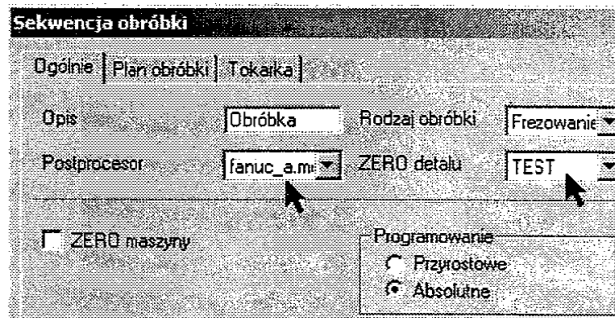 Sekwencja obróbki
Ogólnie Plan obróbki Tokarka
Opis Obróbka Rodzaj obróbki Frezowanie
Postprocesor fanuc_a.m ZERO detalu TEST
ZERO maszyny Programowanie
Przyrostowe
Absolutne